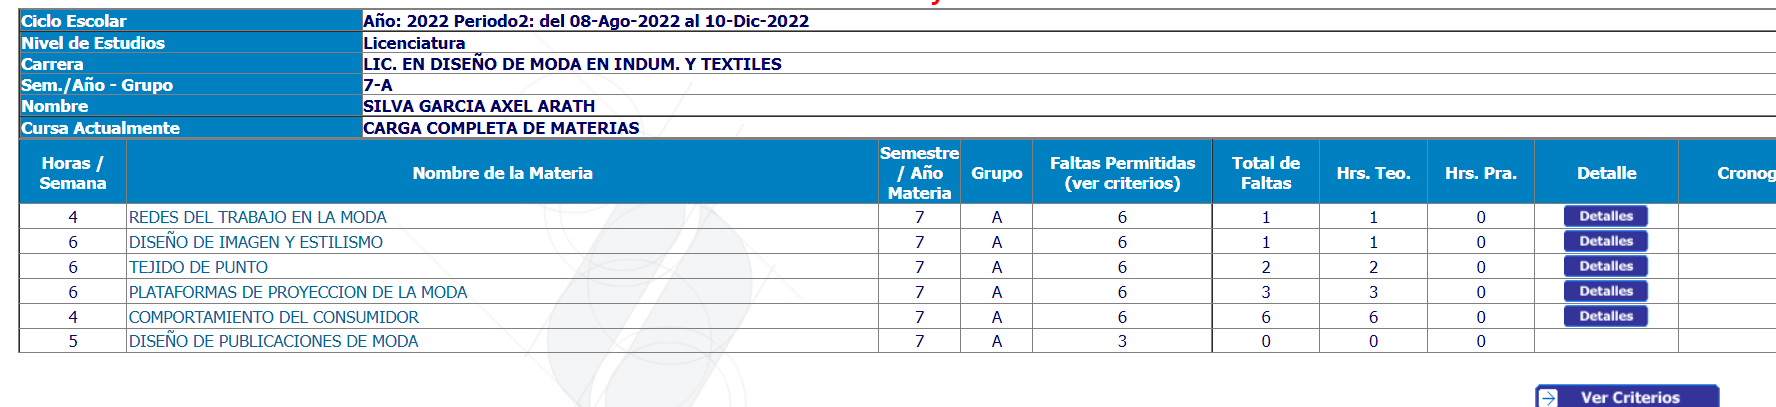 Ciclo Escolar Año: 2022 Periodo2: del 08-Ago-2022 al 10-Dic-2022
Nivel de Estudios Licenciatura
Carrera LIC. EN DISEÑO DE MODA EN INDUM. Y TEXTILES
Sem./Año - Grupo 7-A
Nombre SILVA GARCIA AXEL ARATH
Cursa Actualmente CARGA COMPLETA DE MATERIAS
Horas / Semana Nombre de la Materia Semestre / Año Materia Grupo Faltas Permitidas (ver criterios) Total de Faltas Hrs. Teo. Hrs. Pra. Detalle
4 REDES DEL TRABAJO EN LA MODA 7 A 6 1 1 0 Detalles
6 DISEÑO DE IMAGEN Y ESTILISMO 7 A 6 1 1 0 Detalles
6 TEJIDO DE PUNTO 7 A 6 2 2 0 Detalles
6 PLATAFORMAS DE PROYECCION DE LA MODA 7 A 6 3 3 0 Detalles
4 COMPORTAMIENTO DEL CONSUMIDOR 7 A 6 6 6 0 Detalles
5 DISEÑO DE PUBLICACIONES DE MODA 7 A 3 0 0 0
Ver Criterios